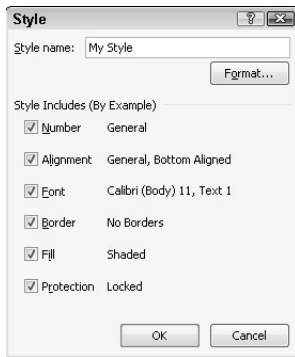 Style
Style name: My Style
Format...
Style Includes (By Example)
Number General
Alignment General, Bottom Aligned
Font Calibri (Body) 11, Text 1
Border No Borders
Fill Shaded
Protection Locked
OK Cancel